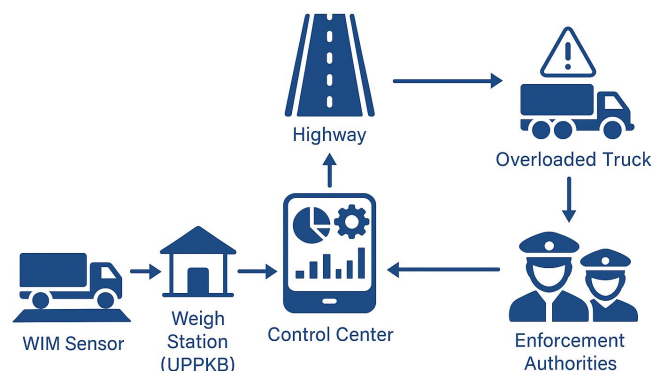 Highway
Overloaded Truck
WIM Sensor
Weigh
Station
(UPPKB)
Control Center
Enforcement
Authorities